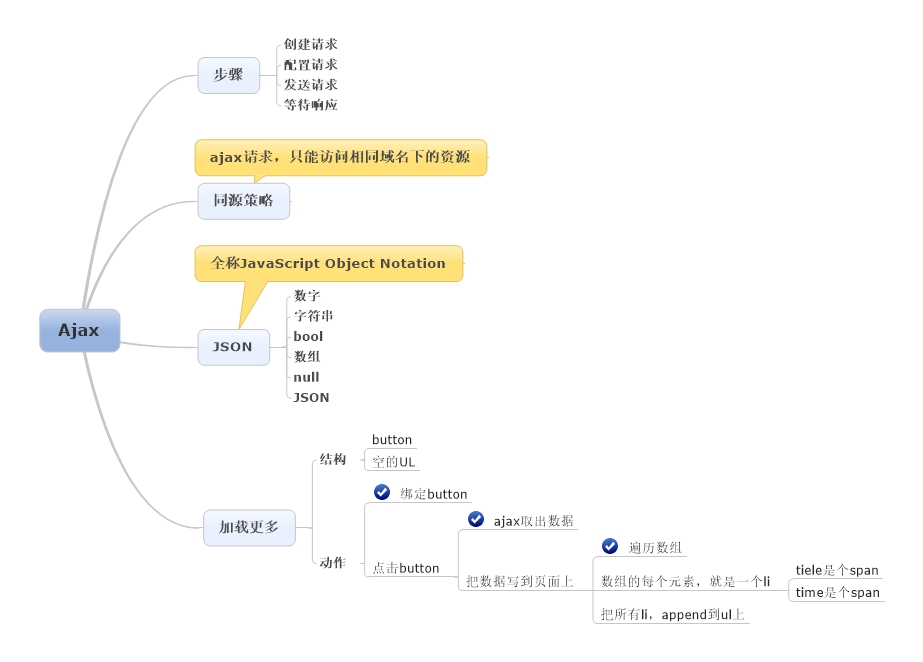 Ajax
步骤
创建请求
配置请求
发送请求
等待响应
ajax请求，只能访问相同域名下的资源
同源策略
全称JavaScript Object Notation
JSON
数字
字符串
bool
数组
null
JSON
加载更多
结构
button
空的UL
动作
绑定button
点击button
ajax取出数据
把数据写到页面上
遍历数组
数组的每个元素，就是一个li
tiele是个span
time是个span
把所有li，append到ul上